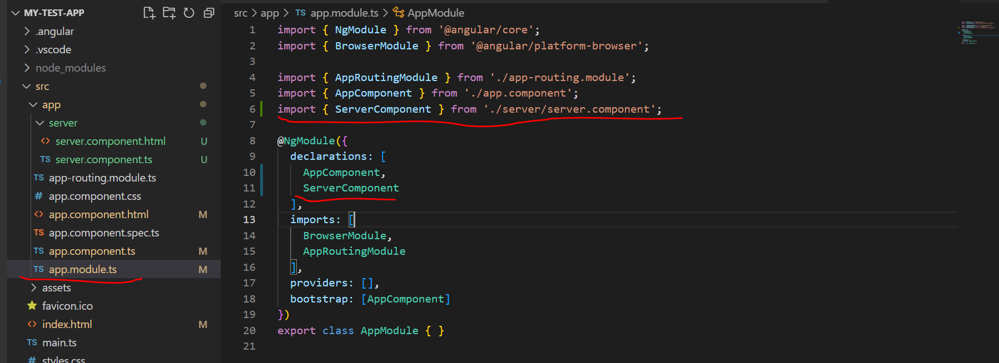 MY-TEST-APP
.angular
.vscode
node_modules
src
app
server
<> server.component.html U
TS server.component.ts U
TS app-routing.module.ts
# app.component.css
<> app.component.html M
TS app.component.spec.ts
TS app.component.ts M
TS app.module.ts M
assets
favicon.ico
<> index.html M
TS main.ts
# styles.css
src > app > TS app.module.ts > AppModule
1 import { NgModule } from '@angular/core';
2 import { BrowserModule } from '@angular/platform-browser';
3
4 import { AppRoutingModule } from './app-routing.module';
5 import { AppComponent } from './app.component';
6 import { ServerComponent } from './server/server.component';
7
8 @NgModule({
9 declarations: [
10 AppComponent,
11 ServerComponent
12 ],
13 imports: [
14 BrowserModule,
15 AppRoutingModule
16 ],
17 providers: [],
18 bootstrap: [AppComponent]
19 })
20 export class AppModule { }
21